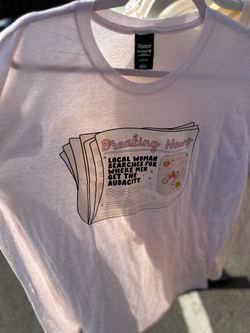 Breaking News
LOCAL WOMAN
SEARCHES FOR
WHERE MEN
GET THE
AUDACITY.